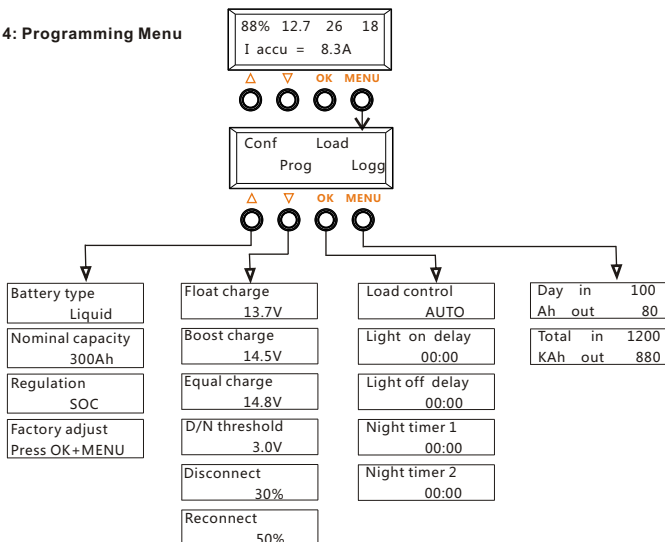 4: Programming Menu
88% 12.7 26 18
I accu = 8.3A
△ ▽ OK MENU
Conf Load
Prog Logg
△ ▽ OK MENU
Battery type
Liquid
Nominal capacity
300Ah
Regulation
SOC
Factory adjust
Press OK+MENU
Float charge
13.7V
Boost charge
14.5V
Equal charge
14.8V
D/N threshold
3.0V
Disconnect
30%
Reconnect
50%
Load control
AUTO
Light on delay
00:00
Light off delay
00:00
Night timer 1
00:00
Night timer 2
00:00
Day in 100
Ah out 80
Total in 1200
KAh out 880